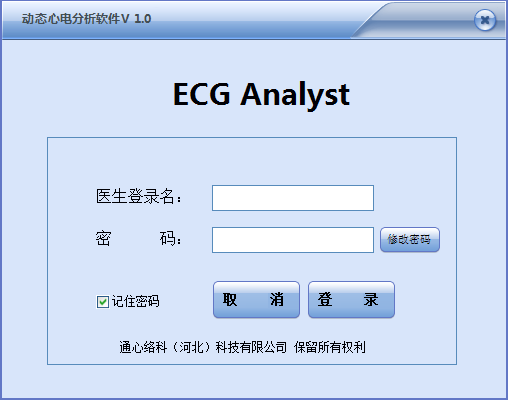 动态心电分析软件V 1.0
ECG Analyst
医生登录名：
密　　　码： 修改密码
记住密码 取　　消 登　　录
通心络科（河北）科技有限公司 保留所有权利